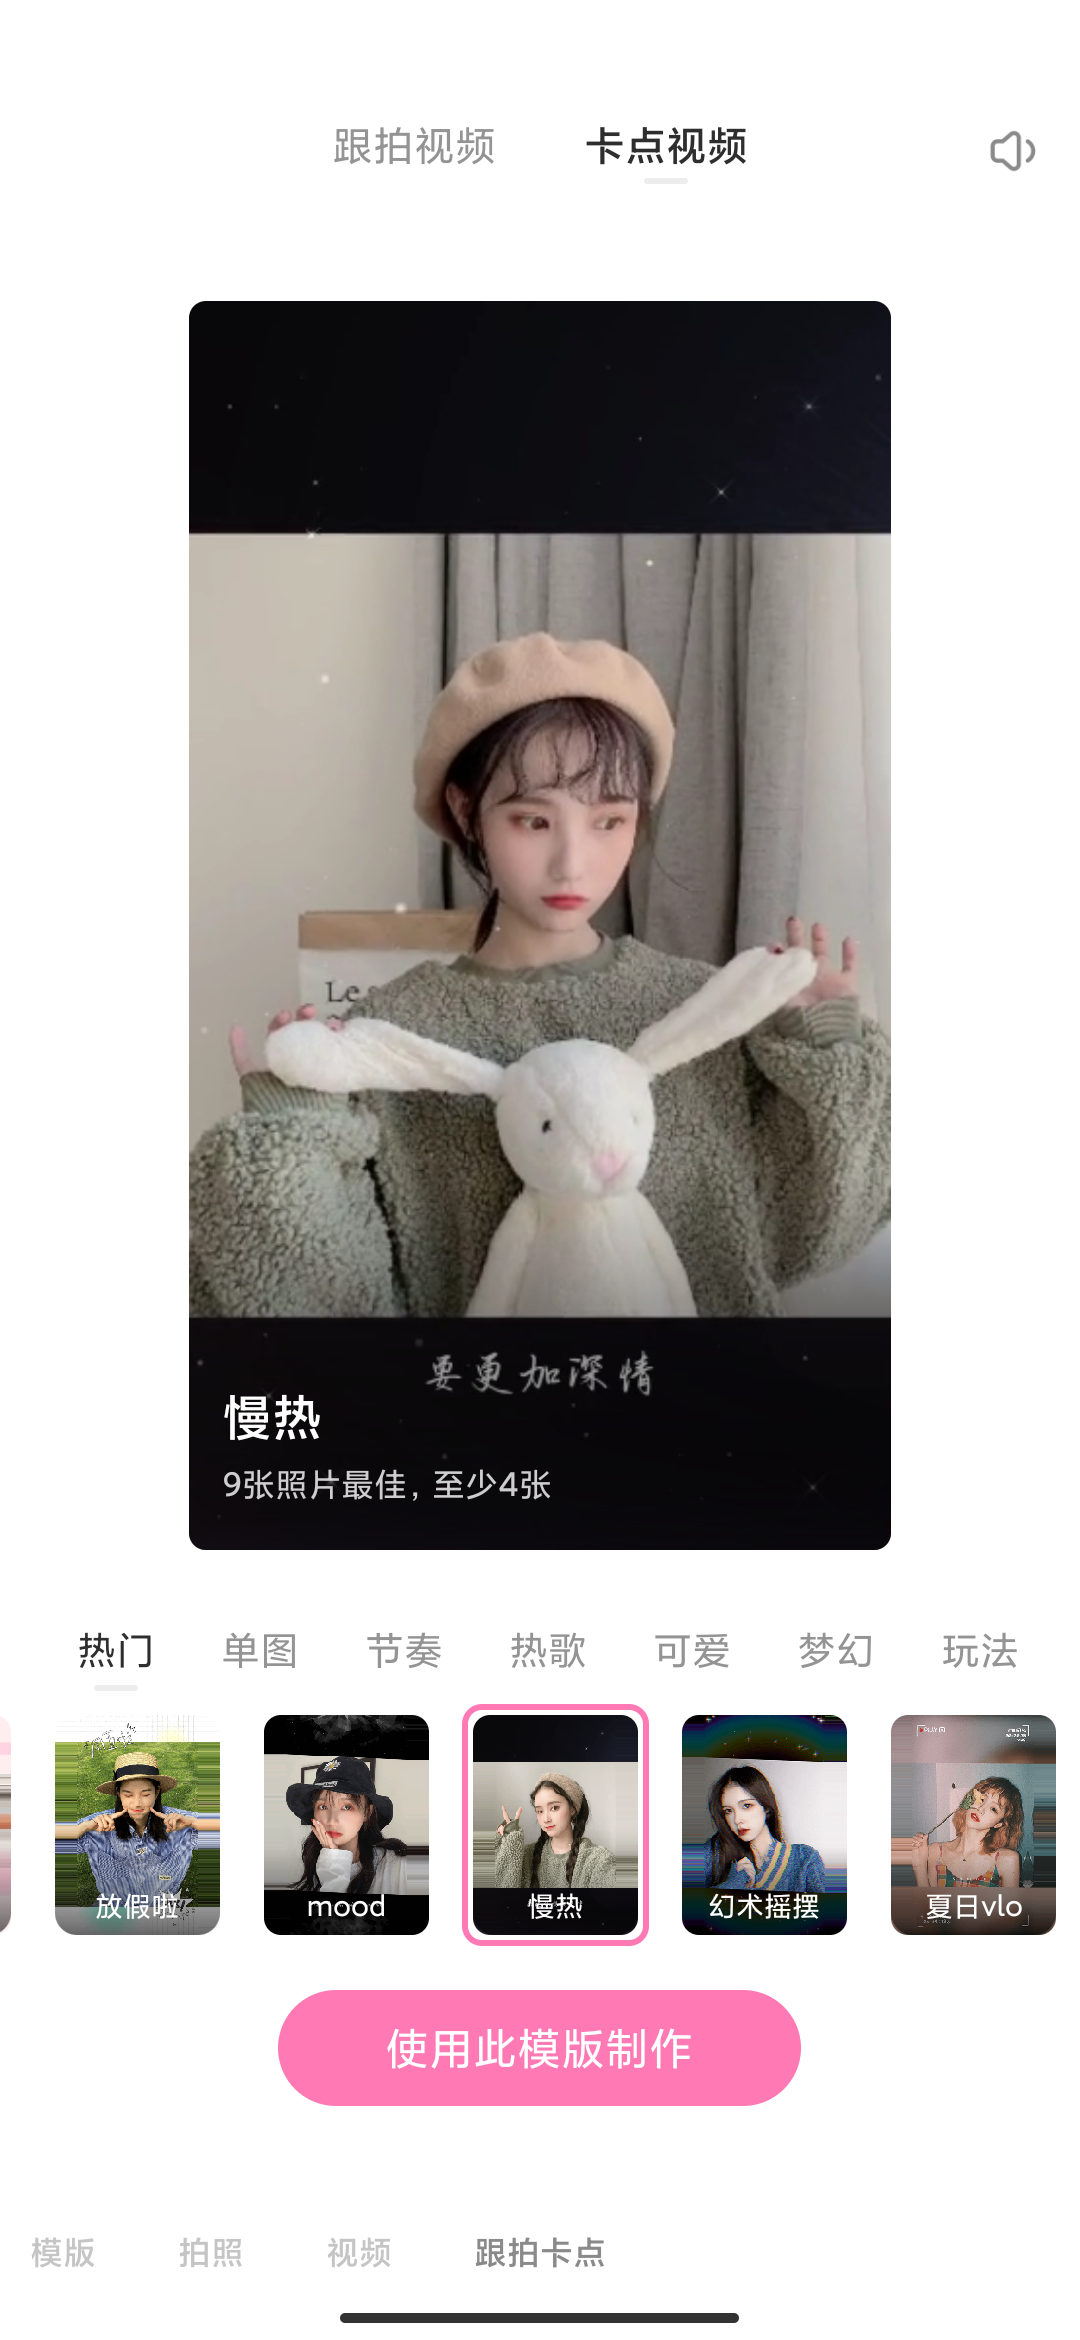 跟拍视频 卡点视频
Le
要更加深情
慢热
9张照片最佳，至少4张
热门 单图 节奏 热歌 可爱 梦幻 玩法
放假啦 mood 慢热 幻术摇摆 夏日vlo
使用此模版制作
模版 拍照 视频 跟拍卡点